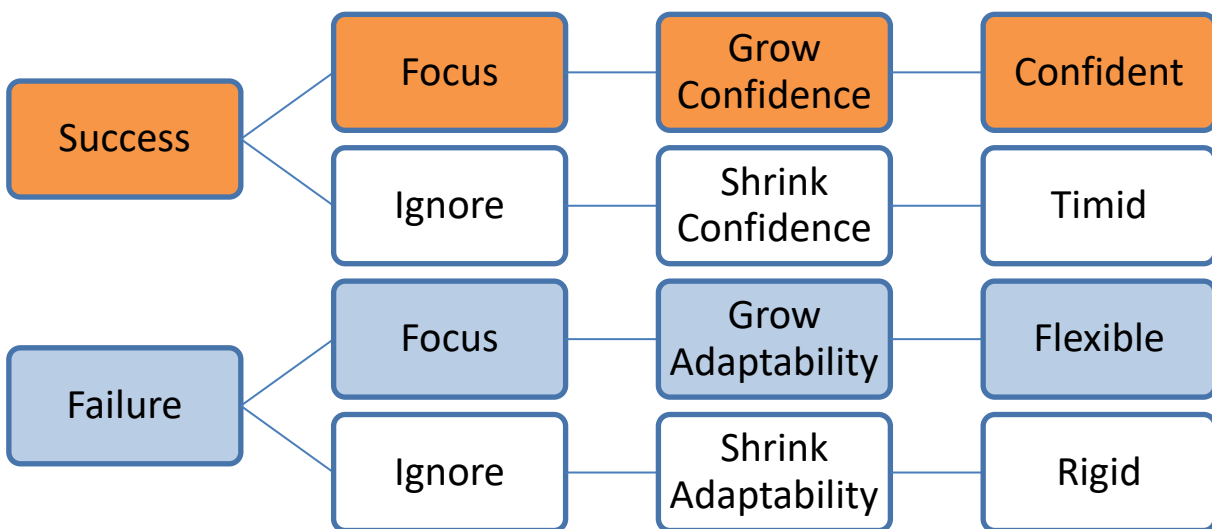 Success
Focus
Grow
Confidence
Confident
Ignore
Shrink
Confidence
Timid
Failure
Focus
Grow
Adaptability
Flexible
Ignore
Shrink
Adaptability
Rigid